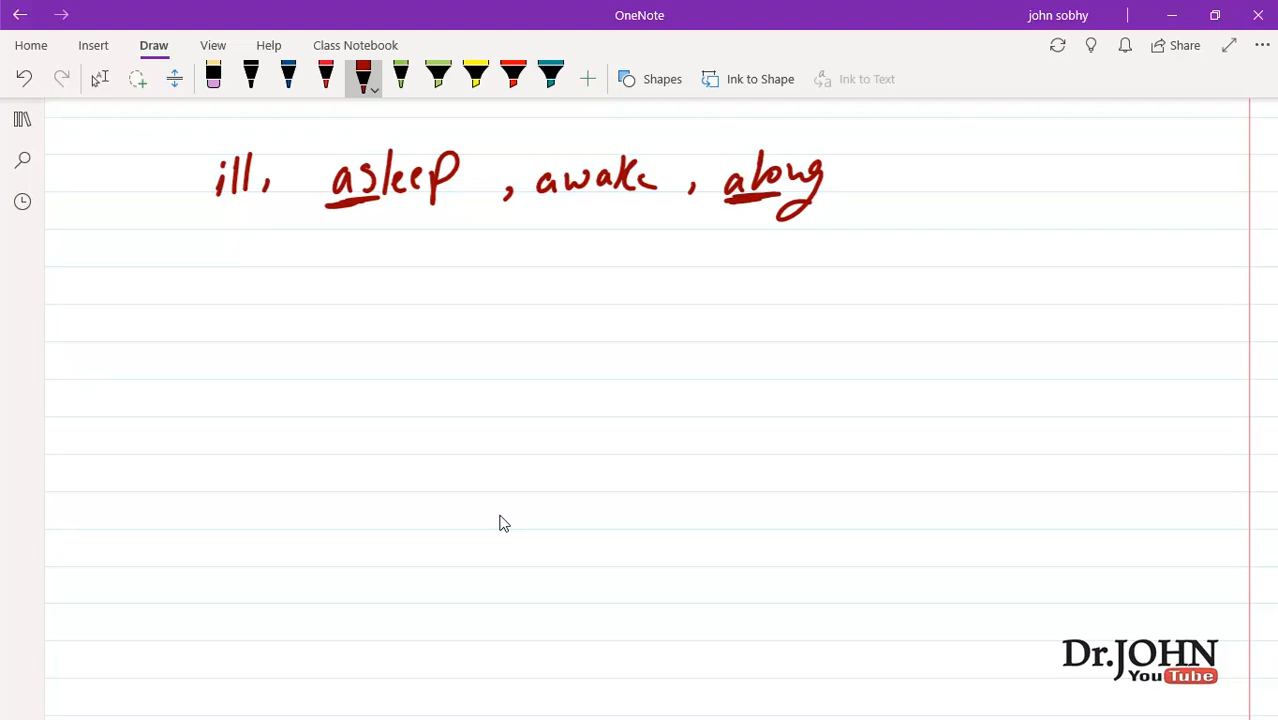 OneNote
john sobhy
Home Insert Draw View Help Class Notebook Share
Shapes Ink to Shape Ink to Text
ill, asleep, awake, along
Dr.JOHN
YouTube